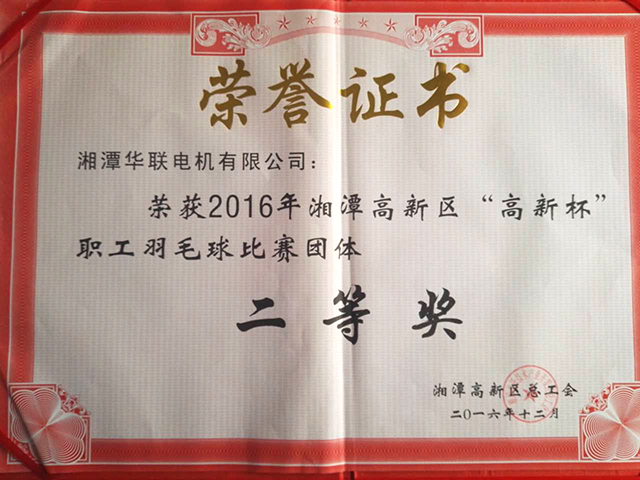 荣誉证书
湘潭华联电机有限公司：
荣获2016年湘潭高新区“高新杯”
职工羽毛球比赛团体
二等奖
湘潭高新区总工会
二〇一六年十二月